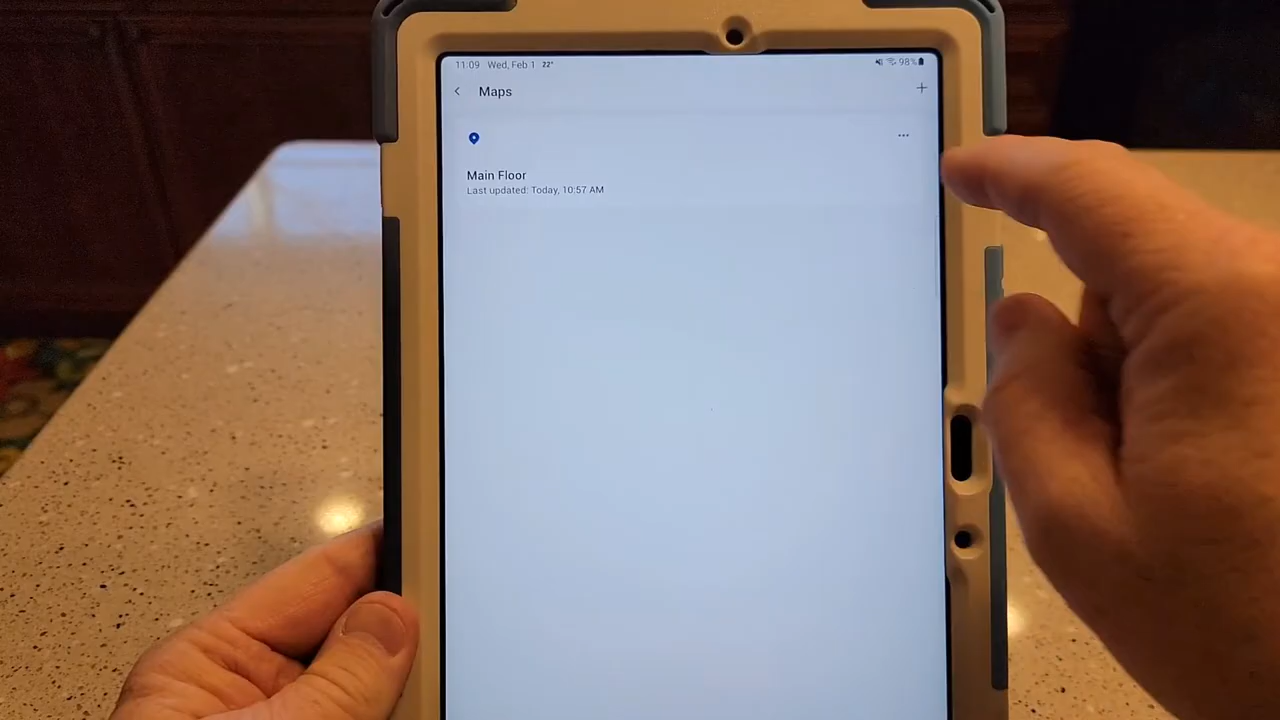 11:09 Wed, Feb 1 22° 98%
Maps
Main Floor
Last updated: Today, 10:57 AM